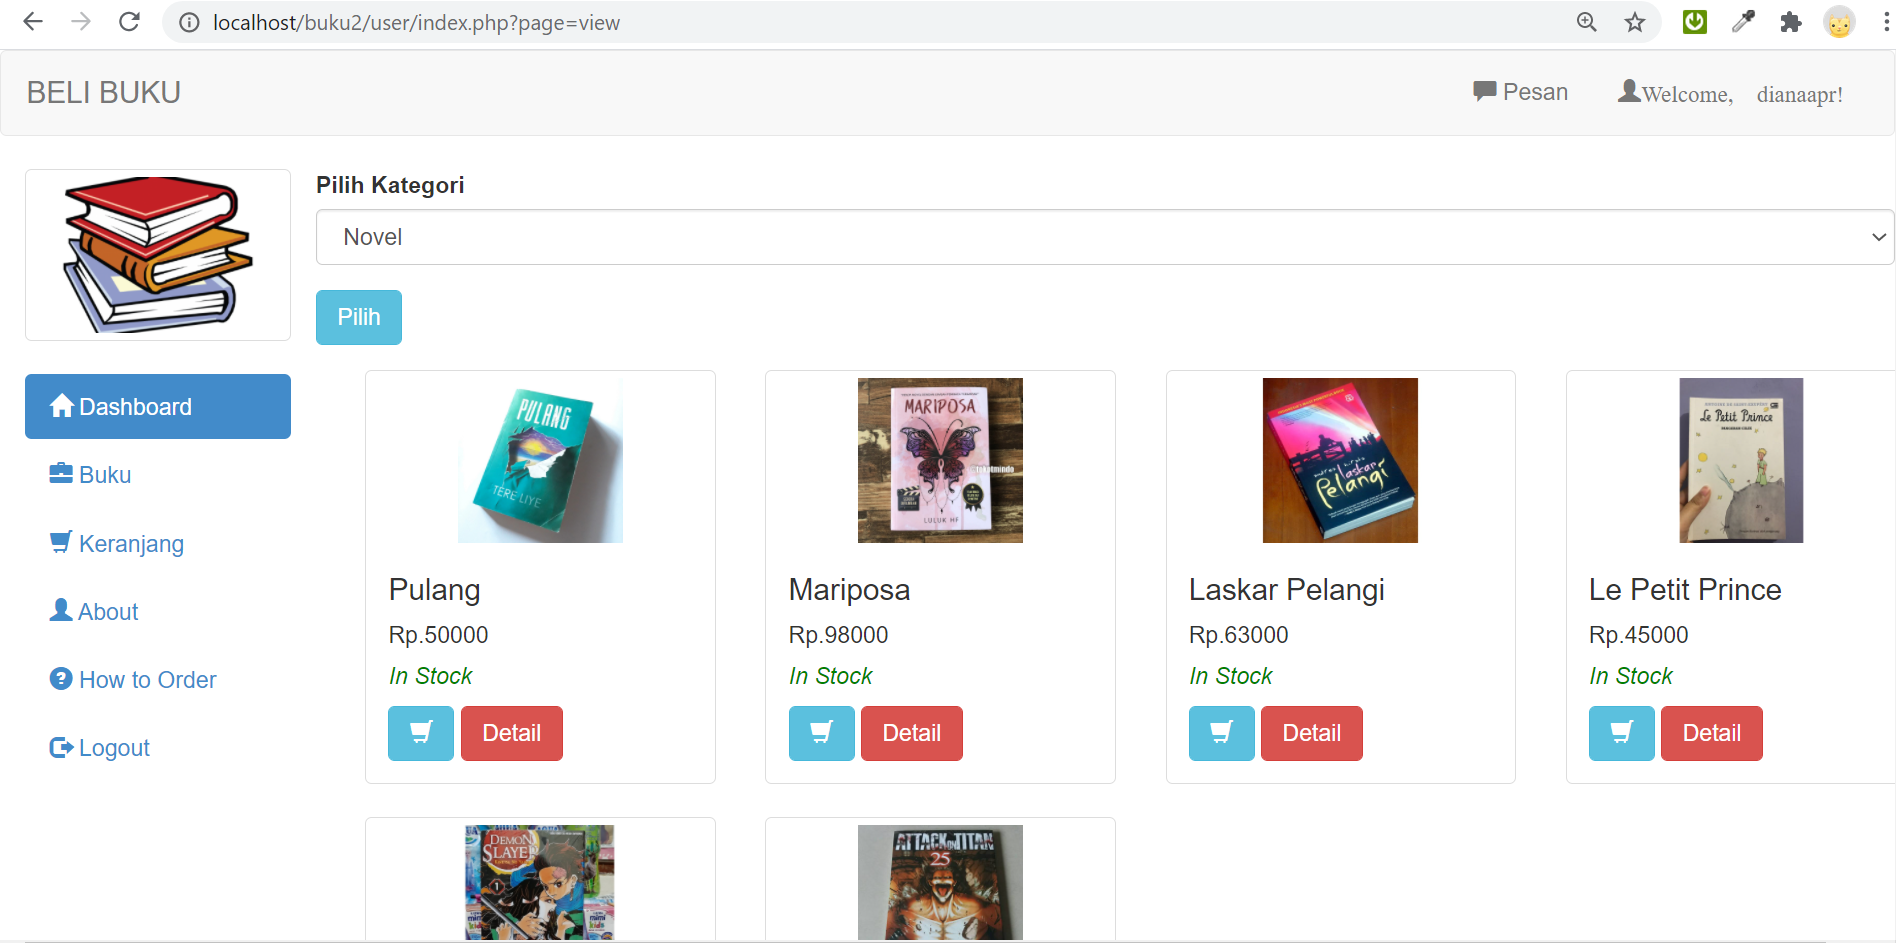 localhost/buku2/user/index.php?page=view
BELI BUKU
Pesan
Welcome, dianaapr!
Pilih Kategori
Novel
Pilih
Dashboard
Buku
Keranjang
About
How to Order
Logout
PULANG
TERE LIYE
Pulang
Rp.50000
In Stock
Detail
MARIPOSA
LULUK HF
Mariposa
Rp.98000
In Stock
Detail
Laskar
Pelangi
Laskar Pelangi
Rp.63000
In Stock
Detail
Le Petit Prince
Le Petit Prince
Rp.45000
In Stock
Detail
DEMON
SLAYER
1
mimi
kids
ATTACK ON TITAN
25